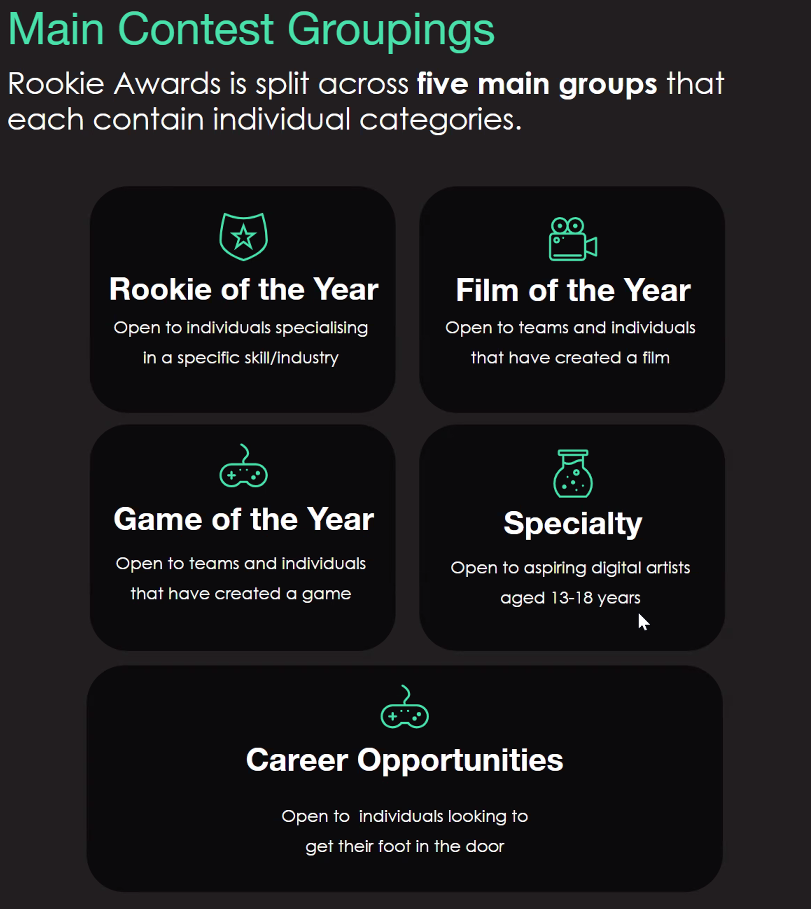 Main Contest Groupings
Rookie Awards is split across five main groups that
each contain individual categories.
Rookie of the Year
Open to individuals specialising
in a specific skill/industry
Film of the Year
Open to teams and individuals
that have created a film
Game of the Year
Open to teams and individuals
that have created a game
Specialty
Open to aspiring digital artists
aged 13-18 years
Career Opportunities
Open to individuals looking to
get their foot in the door